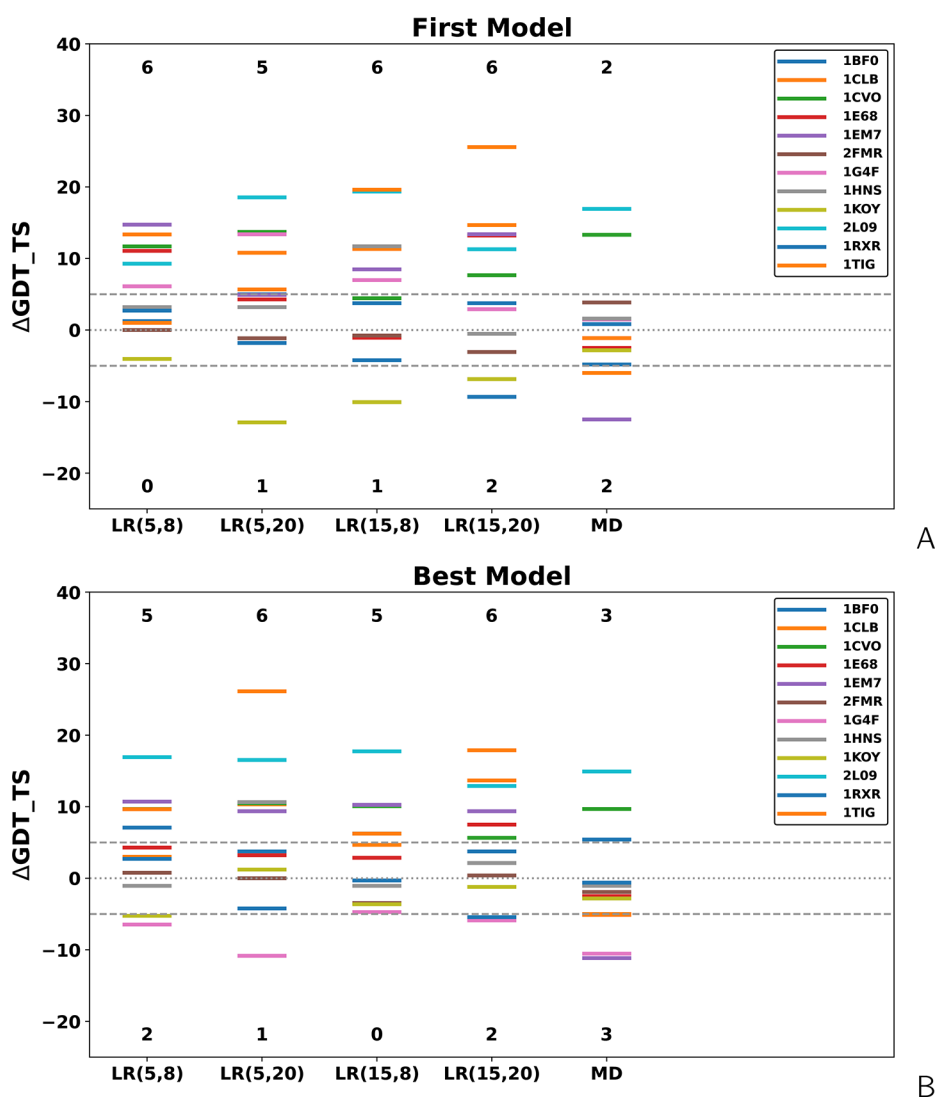 First Model
ΔGDT_TS
40
30
20
10
0
−10
−20
6 5 6 6 2
0 1 1 2 2
1BF0
1CLB
1CVO
1E68
1EM7
2FMR
1G4F
1HNS
1KOY
2L09
1RXR
1TIG
LR(5,8) LR(5,20) LR(15,8) LR(15,20) MD
A
Best Model
ΔGDT_TS
40
30
20
10
0
−10
−20
5 6 5 6 3
2 1 0 2 3
1BF0
1CLB
1CVO
1E68
1EM7
2FMR
1G4F
1HNS
1KOY
2L09
1RXR
1TIG
LR(5,8) LR(5,20) LR(15,8) LR(15,20) MD
B